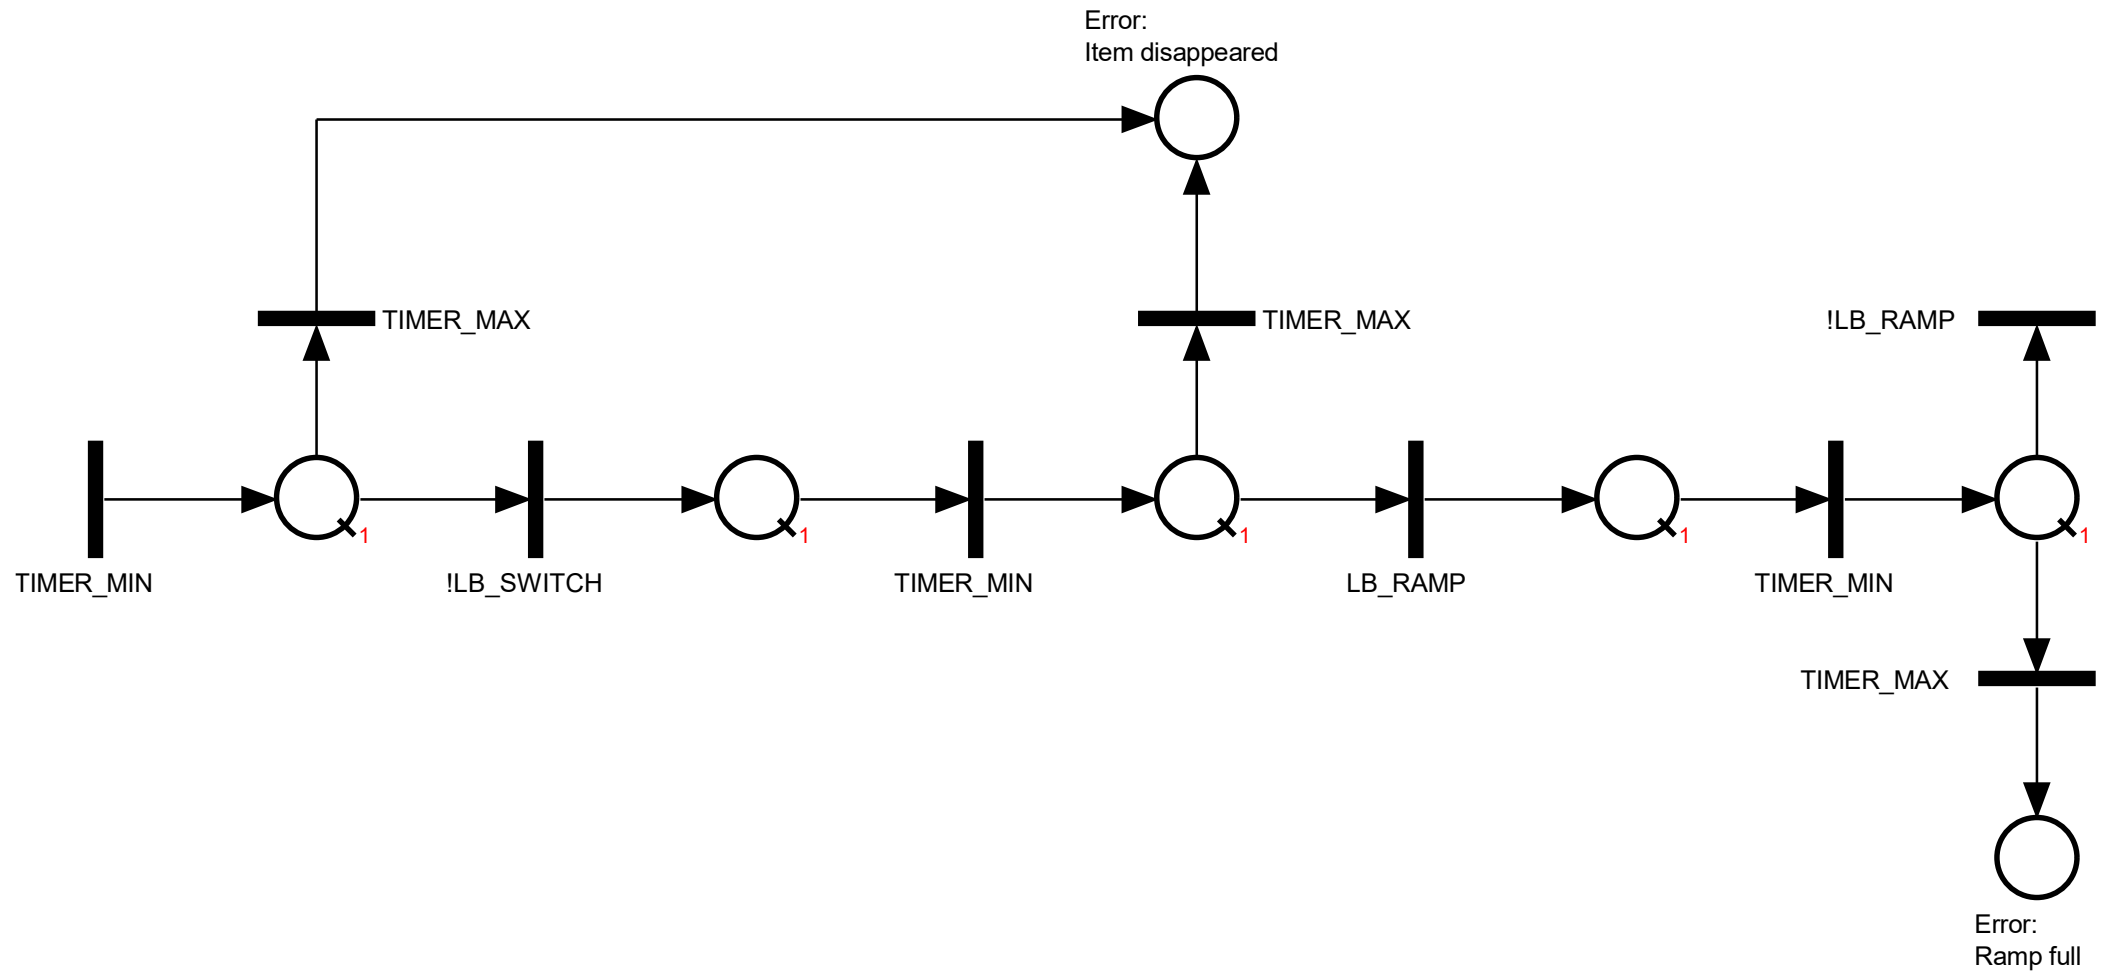 Error:
Item disappeared
TIMER_MAX
TIMER_MAX
!LB_RAMP
1
1
1
1
1
TIMER_MIN
!LB_SWITCH
TIMER_MIN
LB_RAMP
TIMER_MIN
TIMER_MAX
Error:
Ramp full